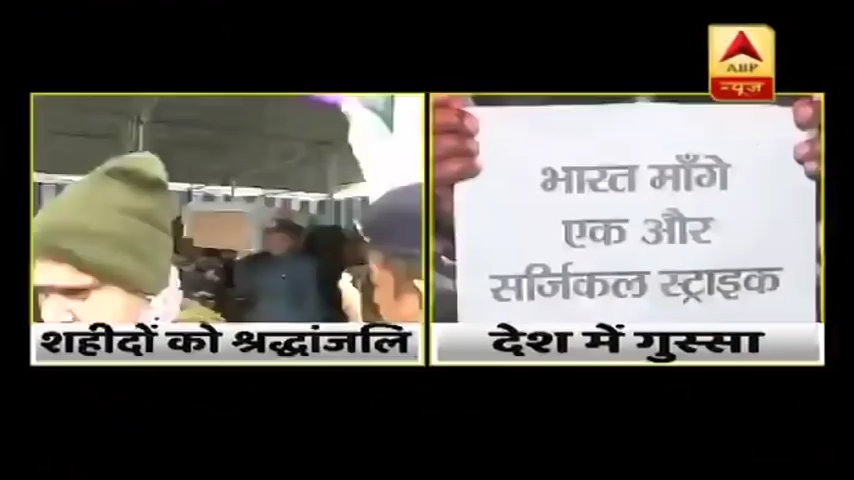 ABP
न्यूज़
भारत माँगे
एक और
सर्जिकल स्ट्राइक
शहीदों को श्रद्धांजलि
देश में गुस्सा